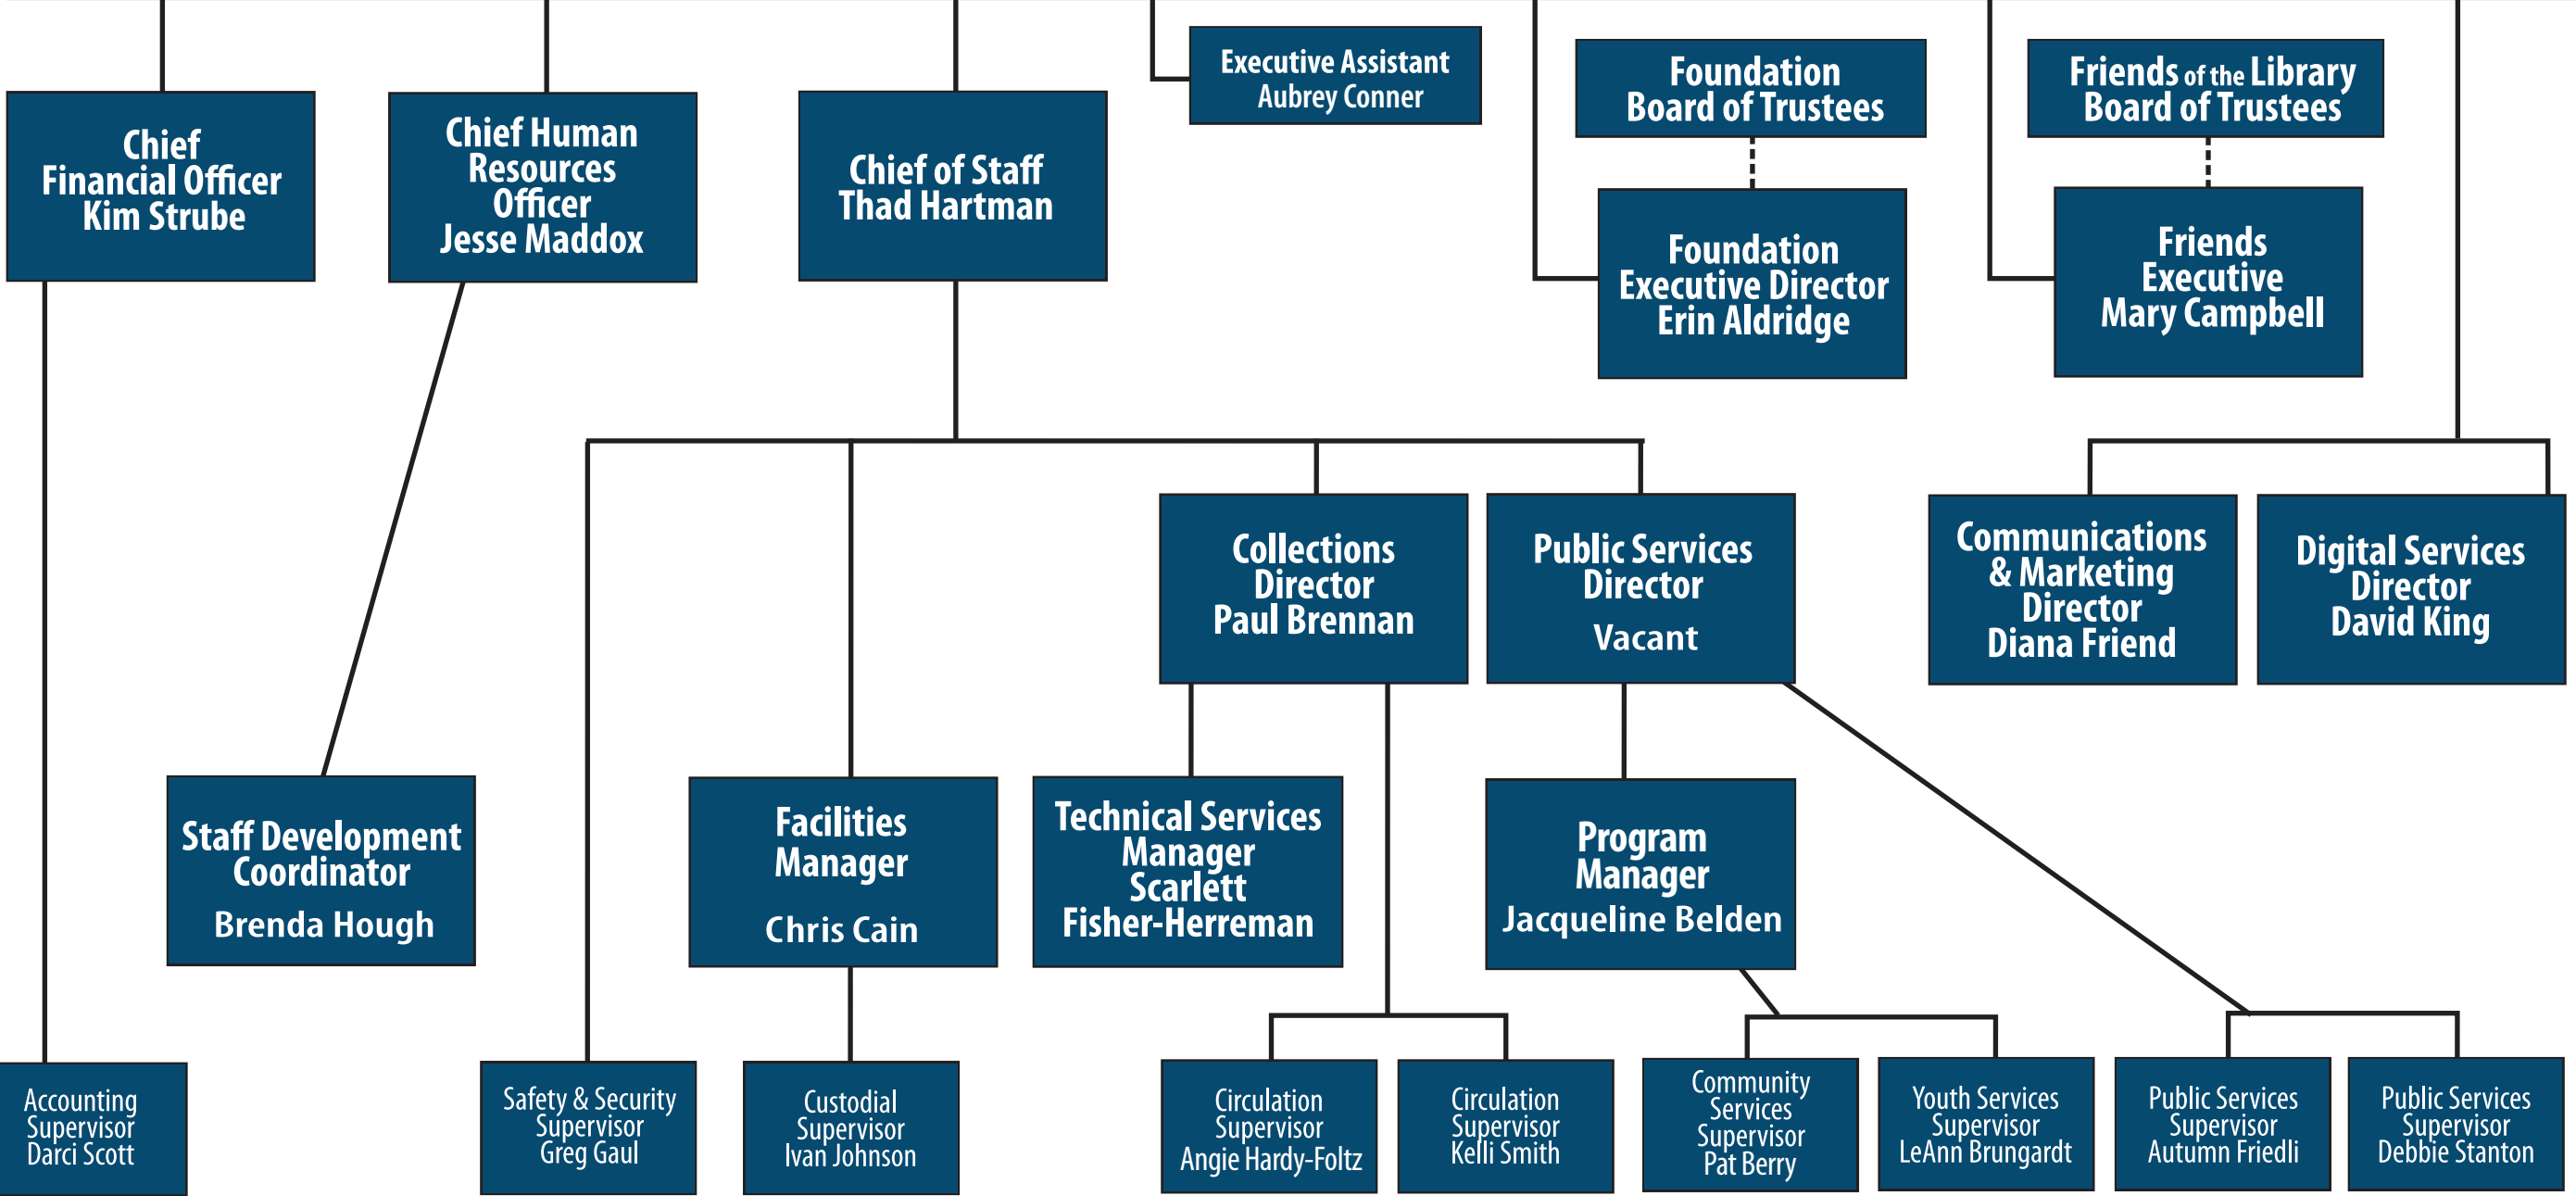 Executive Assistant
Aubrey Conner
Foundation
Board of Trustees
Friends of the Library
Board of Trustees
Chief
Financial Officer
Kim Strube
Chief Human
Resources
Officer
Jesse Maddox
Chief of Staff
Thad Hartman
Foundation
Executive Director
Erin Aldridge
Friends
Executive
Mary Campbell
Collections
Director
Paul Brennan
Public Services
Director
Vacant
Communications
& Marketing
Director
Diana Friend
Digital Services
Director
David King
Staff Development
Coordinator
Brenda Hough
Facilities
Manager
Chris Cain
Technical Services
Manager
Scarlett
Fisher-Herreman
Program
Manager
Jacqueline Belden
Accounting
Supervisor
Darci Scott
Safety & Security
Supervisor
Greg Gaul
Custodial
Supervisor
Ivan Johnson
Circulation
Supervisor
Angie Hardy-Foltz
Circulation
Supervisor
Kelli Smith
Community
Services
Supervisor
Pat Berry
Youth Services
Supervisor
LeAnn Brungardt
Public Services
Supervisor
Autumn Friedli
Public Services
Supervisor
Debbie Stanton